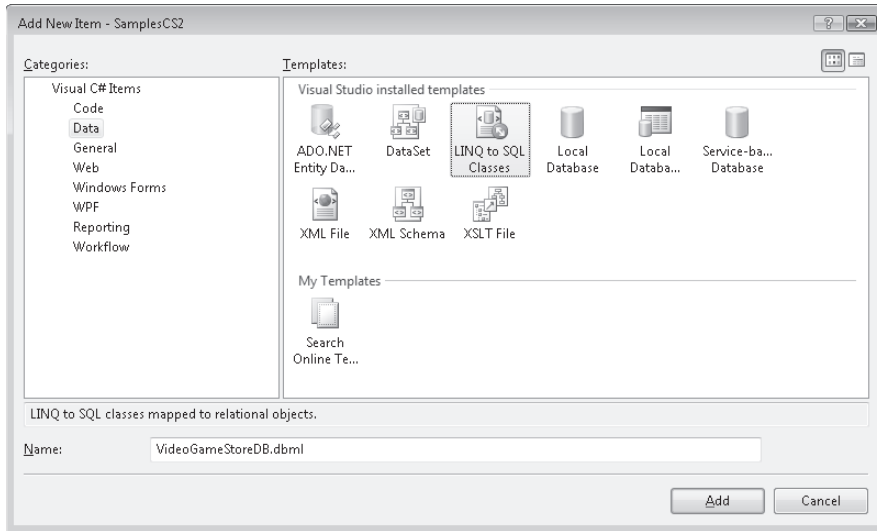 Add New Item - SamplesCS2
Categories:
Templates:
Visual C# Items
Code
Data
General
Web
Windows Forms
WPF
Reporting
Workflow
Visual Studio installed templates
ADO.NET
Entity Da...
DataSet
LINQ to SQL
Classes
Local
Database
Local
Databa...
Service-ba...
Database
XML File
XML Schema
XSLT File
My Templates
Search
Online Te...
LINQ to SQL classes mapped to relational objects.
Name:
VideoGameStoreDB.dbml
Add
Cancel